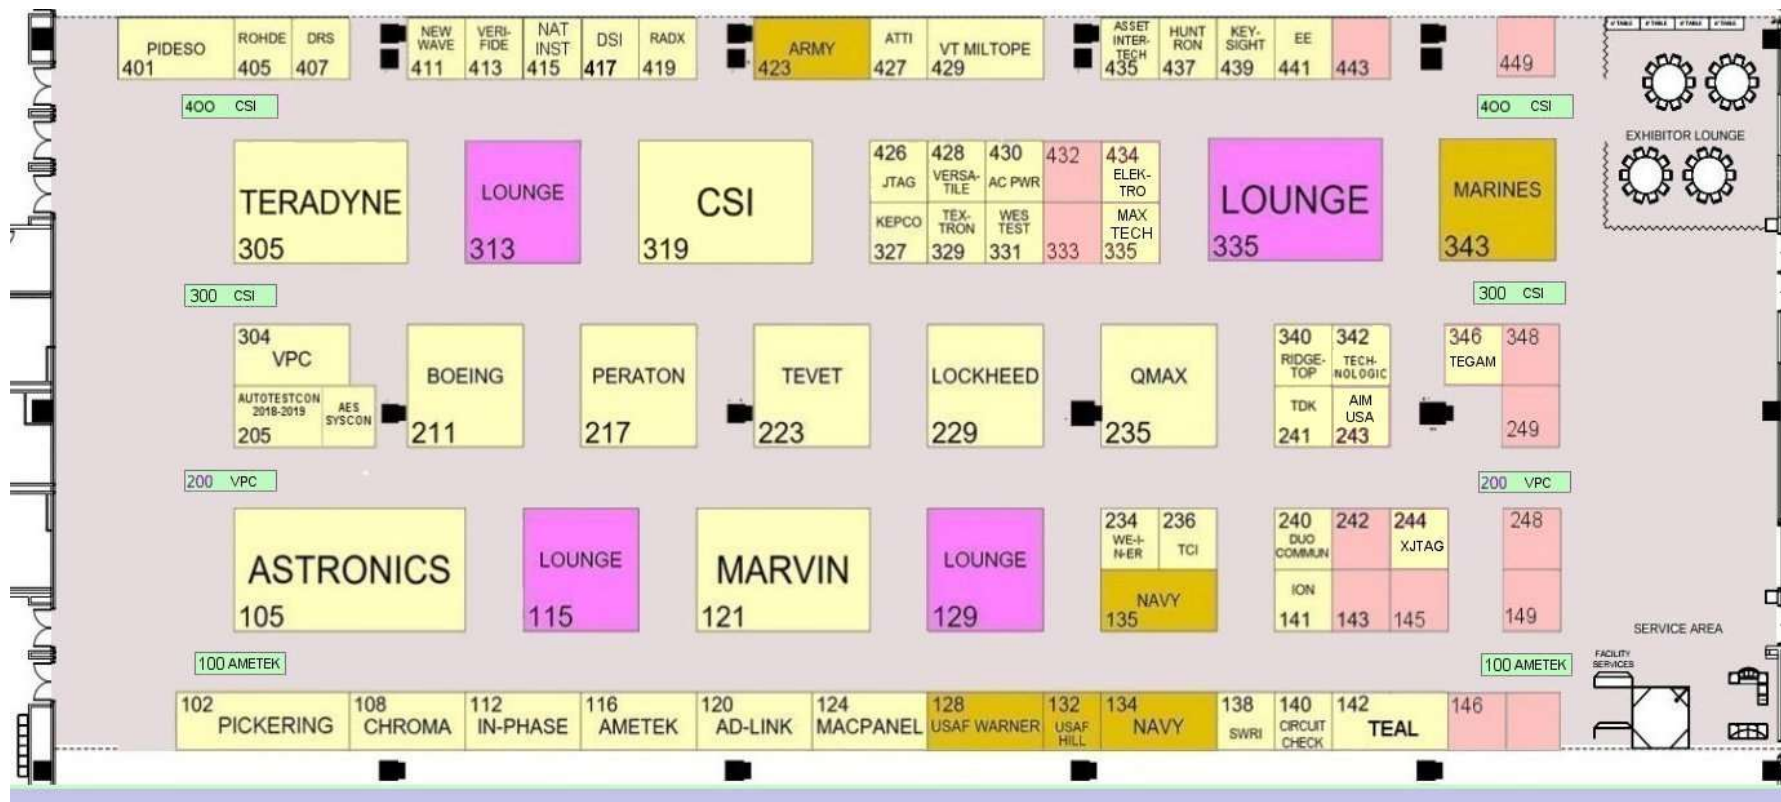 PIDESO
401
ROHDE
405
DRS
407
NEW
WAVE
411
VERI-
FIDE
413
NAT
INST
415
DSI
417
RADX
419
ARMY
423
ATTI
427
VT MILTOPE
429
ASSET
INTER-
TECH
435
HUNT
RON
437
KEY-
SIGHT
439
EE
441
443
449
400 CSI
400 CSI
EXHIBITOR LOUNGE
TERADYNE
305
LOUNGE
313
CSI
319
426
JTAG
428
VERSA-
TILE
430
AC PWR
432
434
ELEK-
TRO
KEPCO
327
TEX-
TRON
329
WES
TEST
331
333
MAX
TECH
335
LOUNGE
335
MARINES
343
300 CSI
300 CSI
304
VPC
AUTOTESTCON
2018-2019
205
AES
SYSCON
BOEING
211
PERATON
217
TEVET
223
LOCKHEED
229
QMAX
235
340
RIDGE-
TOP
342
TECH-
NOLOGIC
TDK
241
AIM
USA
243
346
TEGAM
348
249
200 VPC
200 VPC
ASTRONICS
105
LOUNGE
115
MARVIN
121
LOUNGE
129
234
WE-I-
N-ER
236
TCI
NAVY
135
240
DUO
COMMUN
242
244
XJTAG
ION
141
143
145
248
149
SERVICE AREA
FACILITY
SERVICES
100 AMETEK
100 AMETEK
102
PICKERING
108
CHROMA
112
IN-PHASE
116
AMETEK
120
AD-LINK
124
MACPANEL
128
USAF WARNER
132
USAF
HILL
134
NAVY
138
SWRI
140
CIRCUIT
CHECK
142
TEAL
146